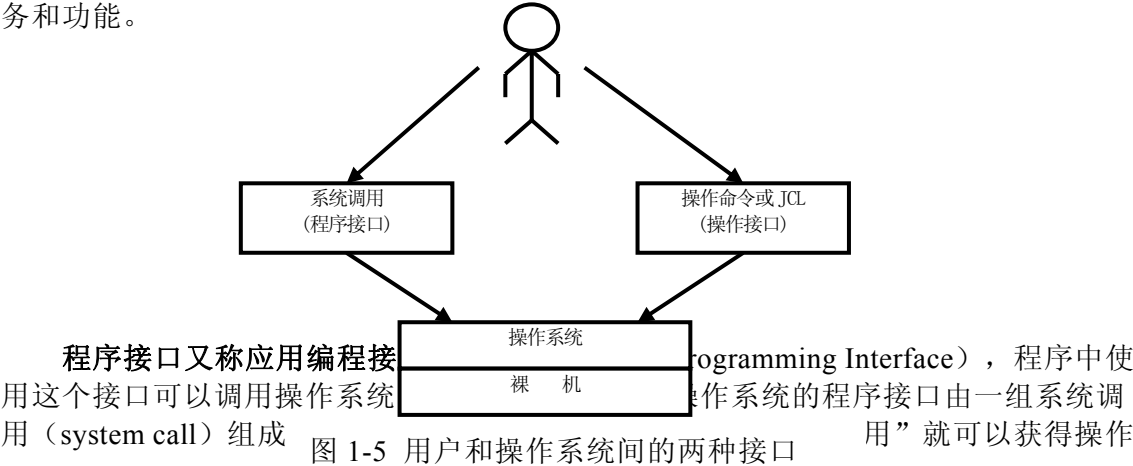 务和功能。
系统调用
(程序接口)
操作命令或 JCL
(操作接口)
操作系统
裸 机
程序接口又称应用编程接 rogramming Interface），程序中使
用这个接口可以调用操作系统 作系统的程序接口由一组系统调
用（system call）组成 用”就可以获得操作
图 1-5 用户和操作系统间的两种接口